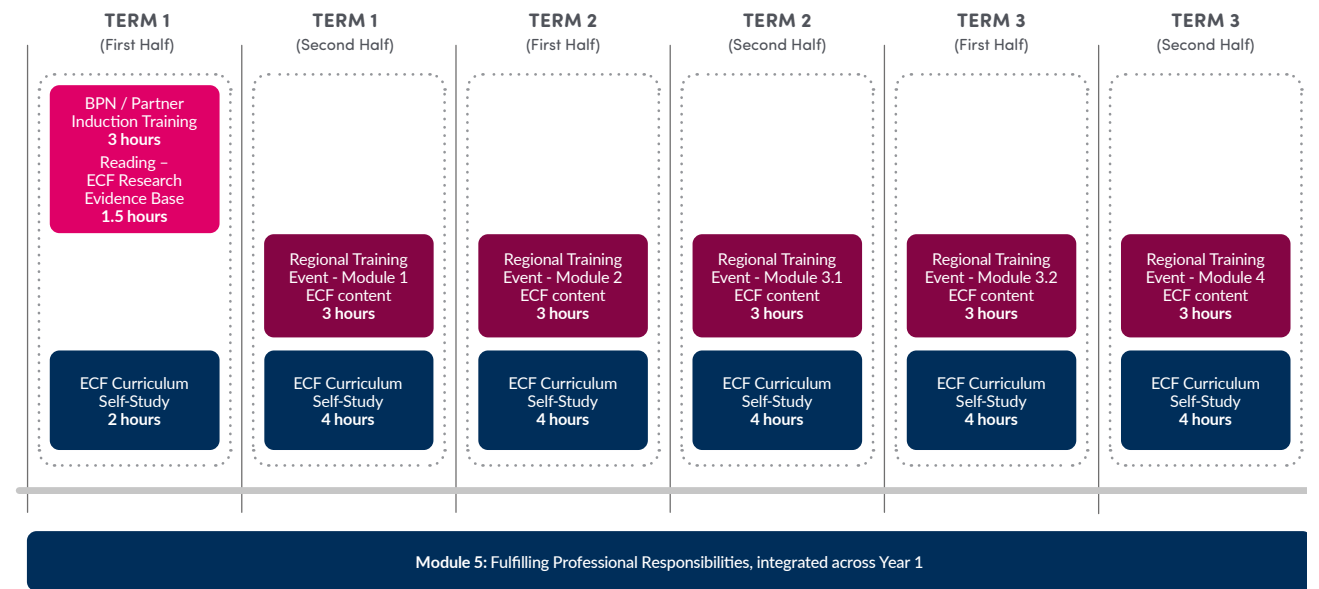 TERM 1
(First Half)
TERM 1
(Second Half)
TERM 2
(First Half)
TERM 2
(Second Half)
TERM 3
(First Half)
TERM 3
(Second Half)
BPN / Partner
Induction Training
3 hours
Reading –
ECF Research
Evidence Base
1.5 hours
Regional Training
Event - Module 1
ECF content
3 hours
Regional Training
Event - Module 2
ECF content
3 hours
Regional Training
Event - Module 3.1
ECF content
3 hours
Regional Training
Event - Module 3.2
ECF content
3 hours
Regional Training
Event - Module 4
ECF content
3 hours
ECF Curriculum
Self-Study
2 hours
ECF Curriculum
Self-Study
4 hours
ECF Curriculum
Self-Study
4 hours
ECF Curriculum
Self-Study
4 hours
ECF Curriculum
Self-Study
4 hours
ECF Curriculum
Self-Study
4 hours
Module 5: Fulfilling Professional Responsibilities, integrated across Year 1